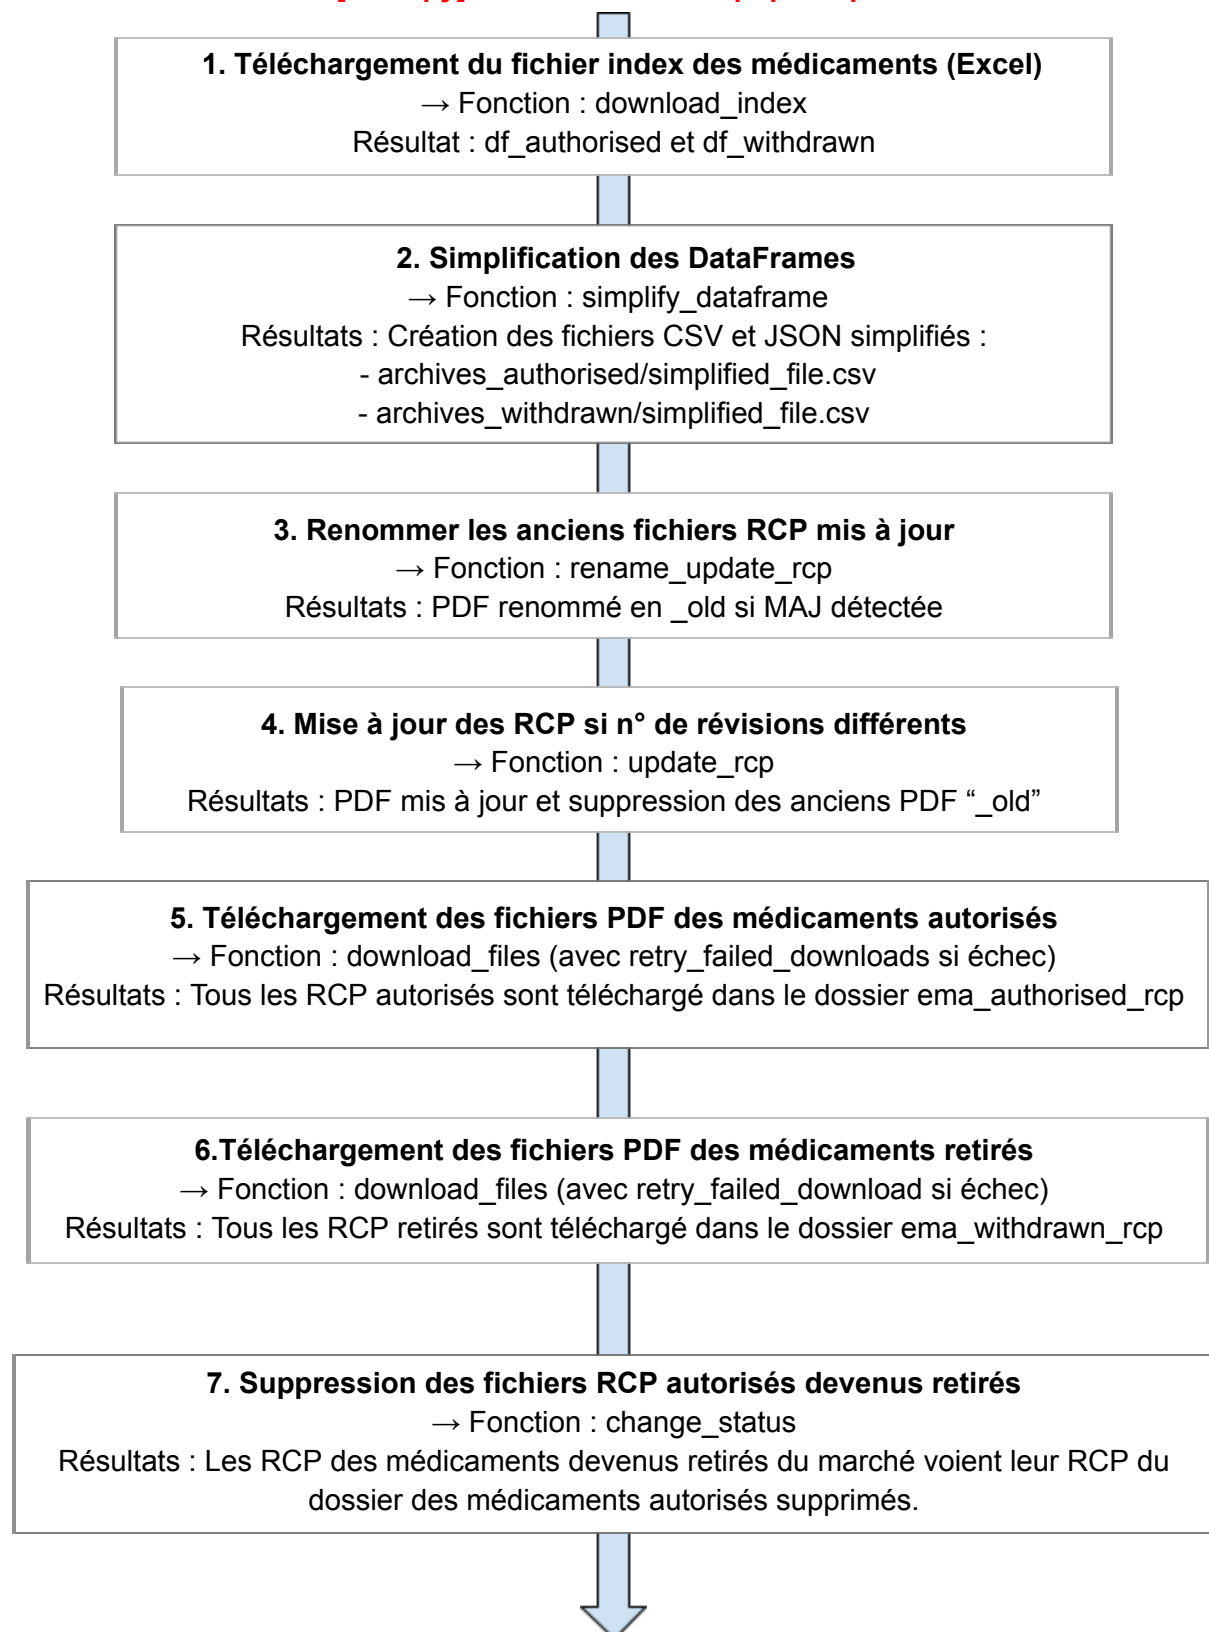 1. Téléchargement du fichier index des médicaments (Excel)
→ Fonction : download_index
Résultat : df_authorised et df_withdrawn
2. Simplification des DataFrames
→ Fonction : simplify_dataframe
Résultats : Création des fichiers CSV et JSON simplifiés :
- archives_authorised/simplified_file.csv
- archives_withdrawn/simplified_file.csv
3. Renommer les anciens fichiers RCP mis à jour
→ Fonction : rename_update_rcp
Résultats : PDF renommé en _old si MAJ détectée
4. Mise à jour des RCP si n° de révisions différents
→ Fonction : update_rcp
Résultats : PDF mis à jour et suppression des anciens PDF “_old”
5. Téléchargement des fichiers PDF des médicaments autorisés
→ Fonction : download_files (avec retry_failed_downloads si échec)
Résultats : Tous les RCP autorisés sont téléchargé dans le dossier ema_authorised_rcp
6.Téléchargement des fichiers PDF des médicaments retirés
→ Fonction : download_files (avec retry_failed_download si échec)
Résultats : Tous les RCP retirés sont téléchargé dans le dossier ema_withdrawn_rcp
7. Suppression des fichiers RCP autorisés devenus retirés
→ Fonction : change_status
Résultats : Les RCP des médicaments devenus retirés du marché voient leur RCP du
dossier des médicaments autorisés supprimés.